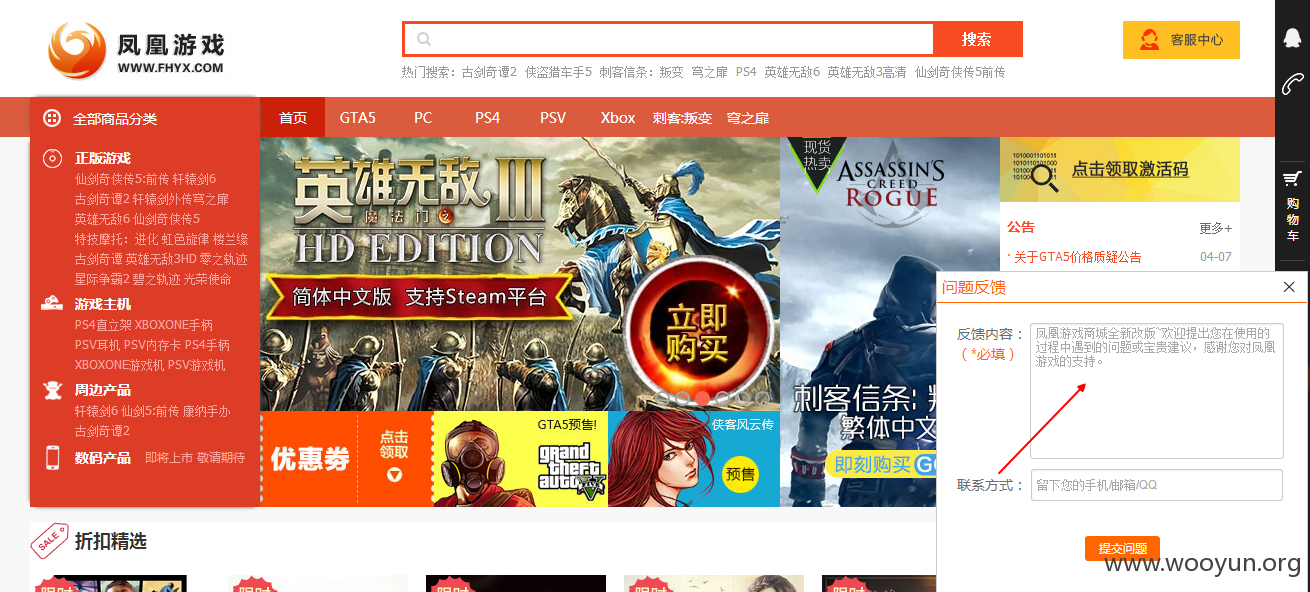 凤凰游戏
WWW.FHYX.COM
搜索
客服中心
热门搜索：古剑奇谭2 侠盗猎车手5 刺客信条：叛变 穹之扉 PS4 英雄无敌6 英雄无敌3高清 仙剑奇侠传5前传
全部商品分类
首页 GTA5 PC PS4 PSV Xbox 刺客:叛变 穹之扉
正版游戏
仙剑奇侠传5:前传 轩辕剑6
古剑奇谭2 轩辕剑外传穹之扉
英雄无敌6 仙剑奇侠传5
特技摩托：进化 虹色旋律 楼兰缘
古剑奇谭 英雄无敌3HD 零之轨迹
星际争霸2 碧之轨迹 光荣使命
游戏主机
PS4直立架 XBOXONE手柄
PSV耳机 PSV内存卡 PS4手柄
XBOXONE游戏机 PSV游戏机
周边产品
轩辕剑6 仙剑5:前传 康纳手办
古剑奇谭2
数码产品 即将上市 敬请期待
英雄无敌III
魔法门之
HD EDITION
简体中文版 支持Steam平台
立即
购买
现货
热卖
ASSASSIN'S
CREED
ROGUE
刺客信条：叛
繁体中文
即刻购买 GO
点击领取激活码
公告 更多+
· 关于GTA5价格质疑公告 04-07
购
物
车
优惠券
点击
领取
GTA5预售!
grand
theft
auto
V
侠客风云传
预售
问题反馈
反馈内容：
（*必填）
凤凰游戏商城全新改版~欢迎提出您在使用的
过程中遇到的问题或宝贵建议，感谢您对凤凰
游戏的支持。
联系方式：
留下您的手机/邮箱/QQ
提交问题
www.wooyun.org
SALE
折扣精选
限时
限时
限时
限时
限时